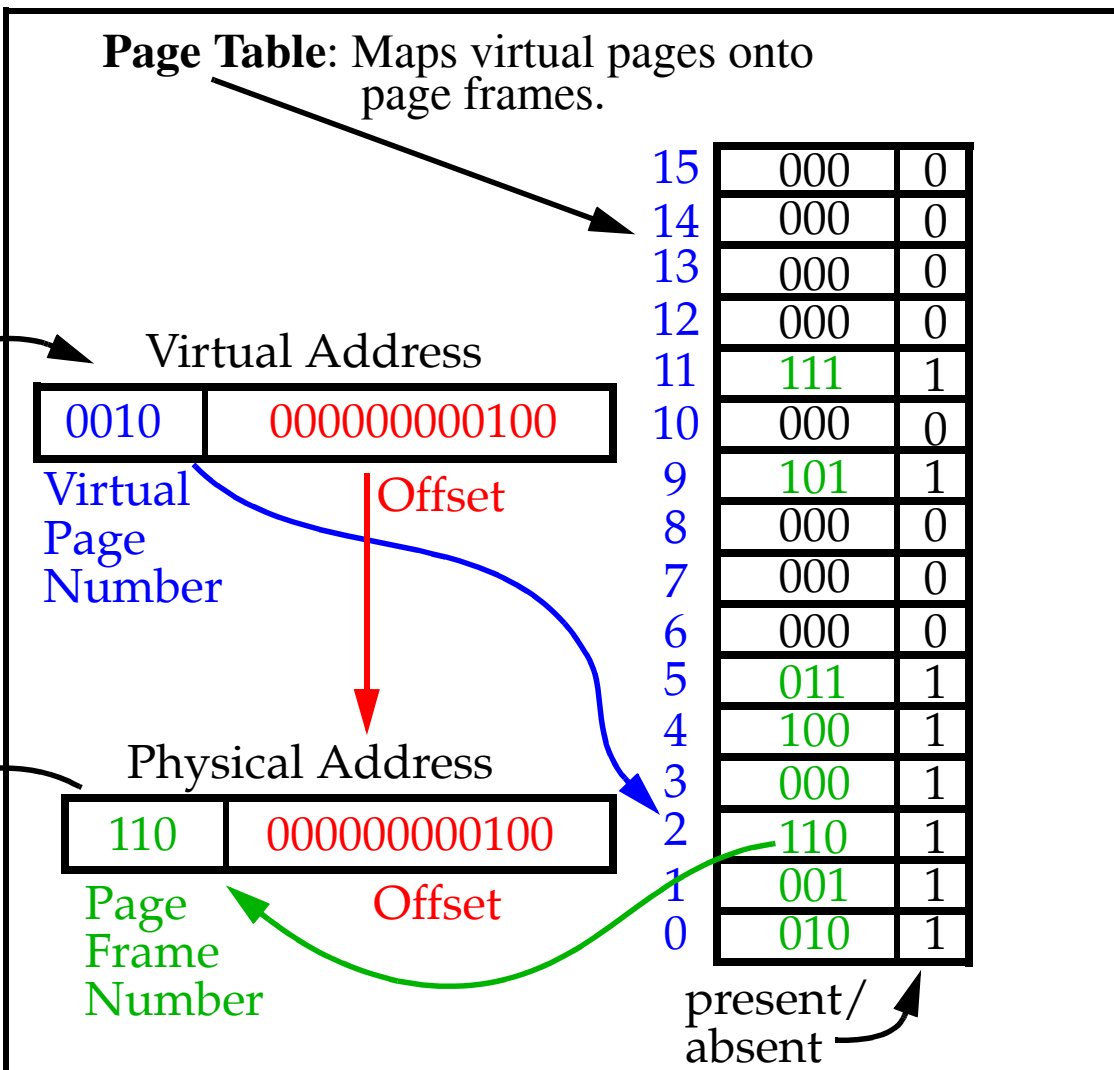 Page Table: Maps virtual pages onto
page frames.
15 000 0
14 000 0
13 000 0
12 000 0
11 111 1
10 000 0
9 101 1
8 000 0
7 000 0
6 000 0
5 011 1
4 100 1
3 000 1
2 110 1
1 001 1
0 010 1
present/
absent
Virtual Address
0010 000000000100
Virtual
Page
Number
Offset
Physical Address
110 000000000100
Page
Frame
Number
Offset